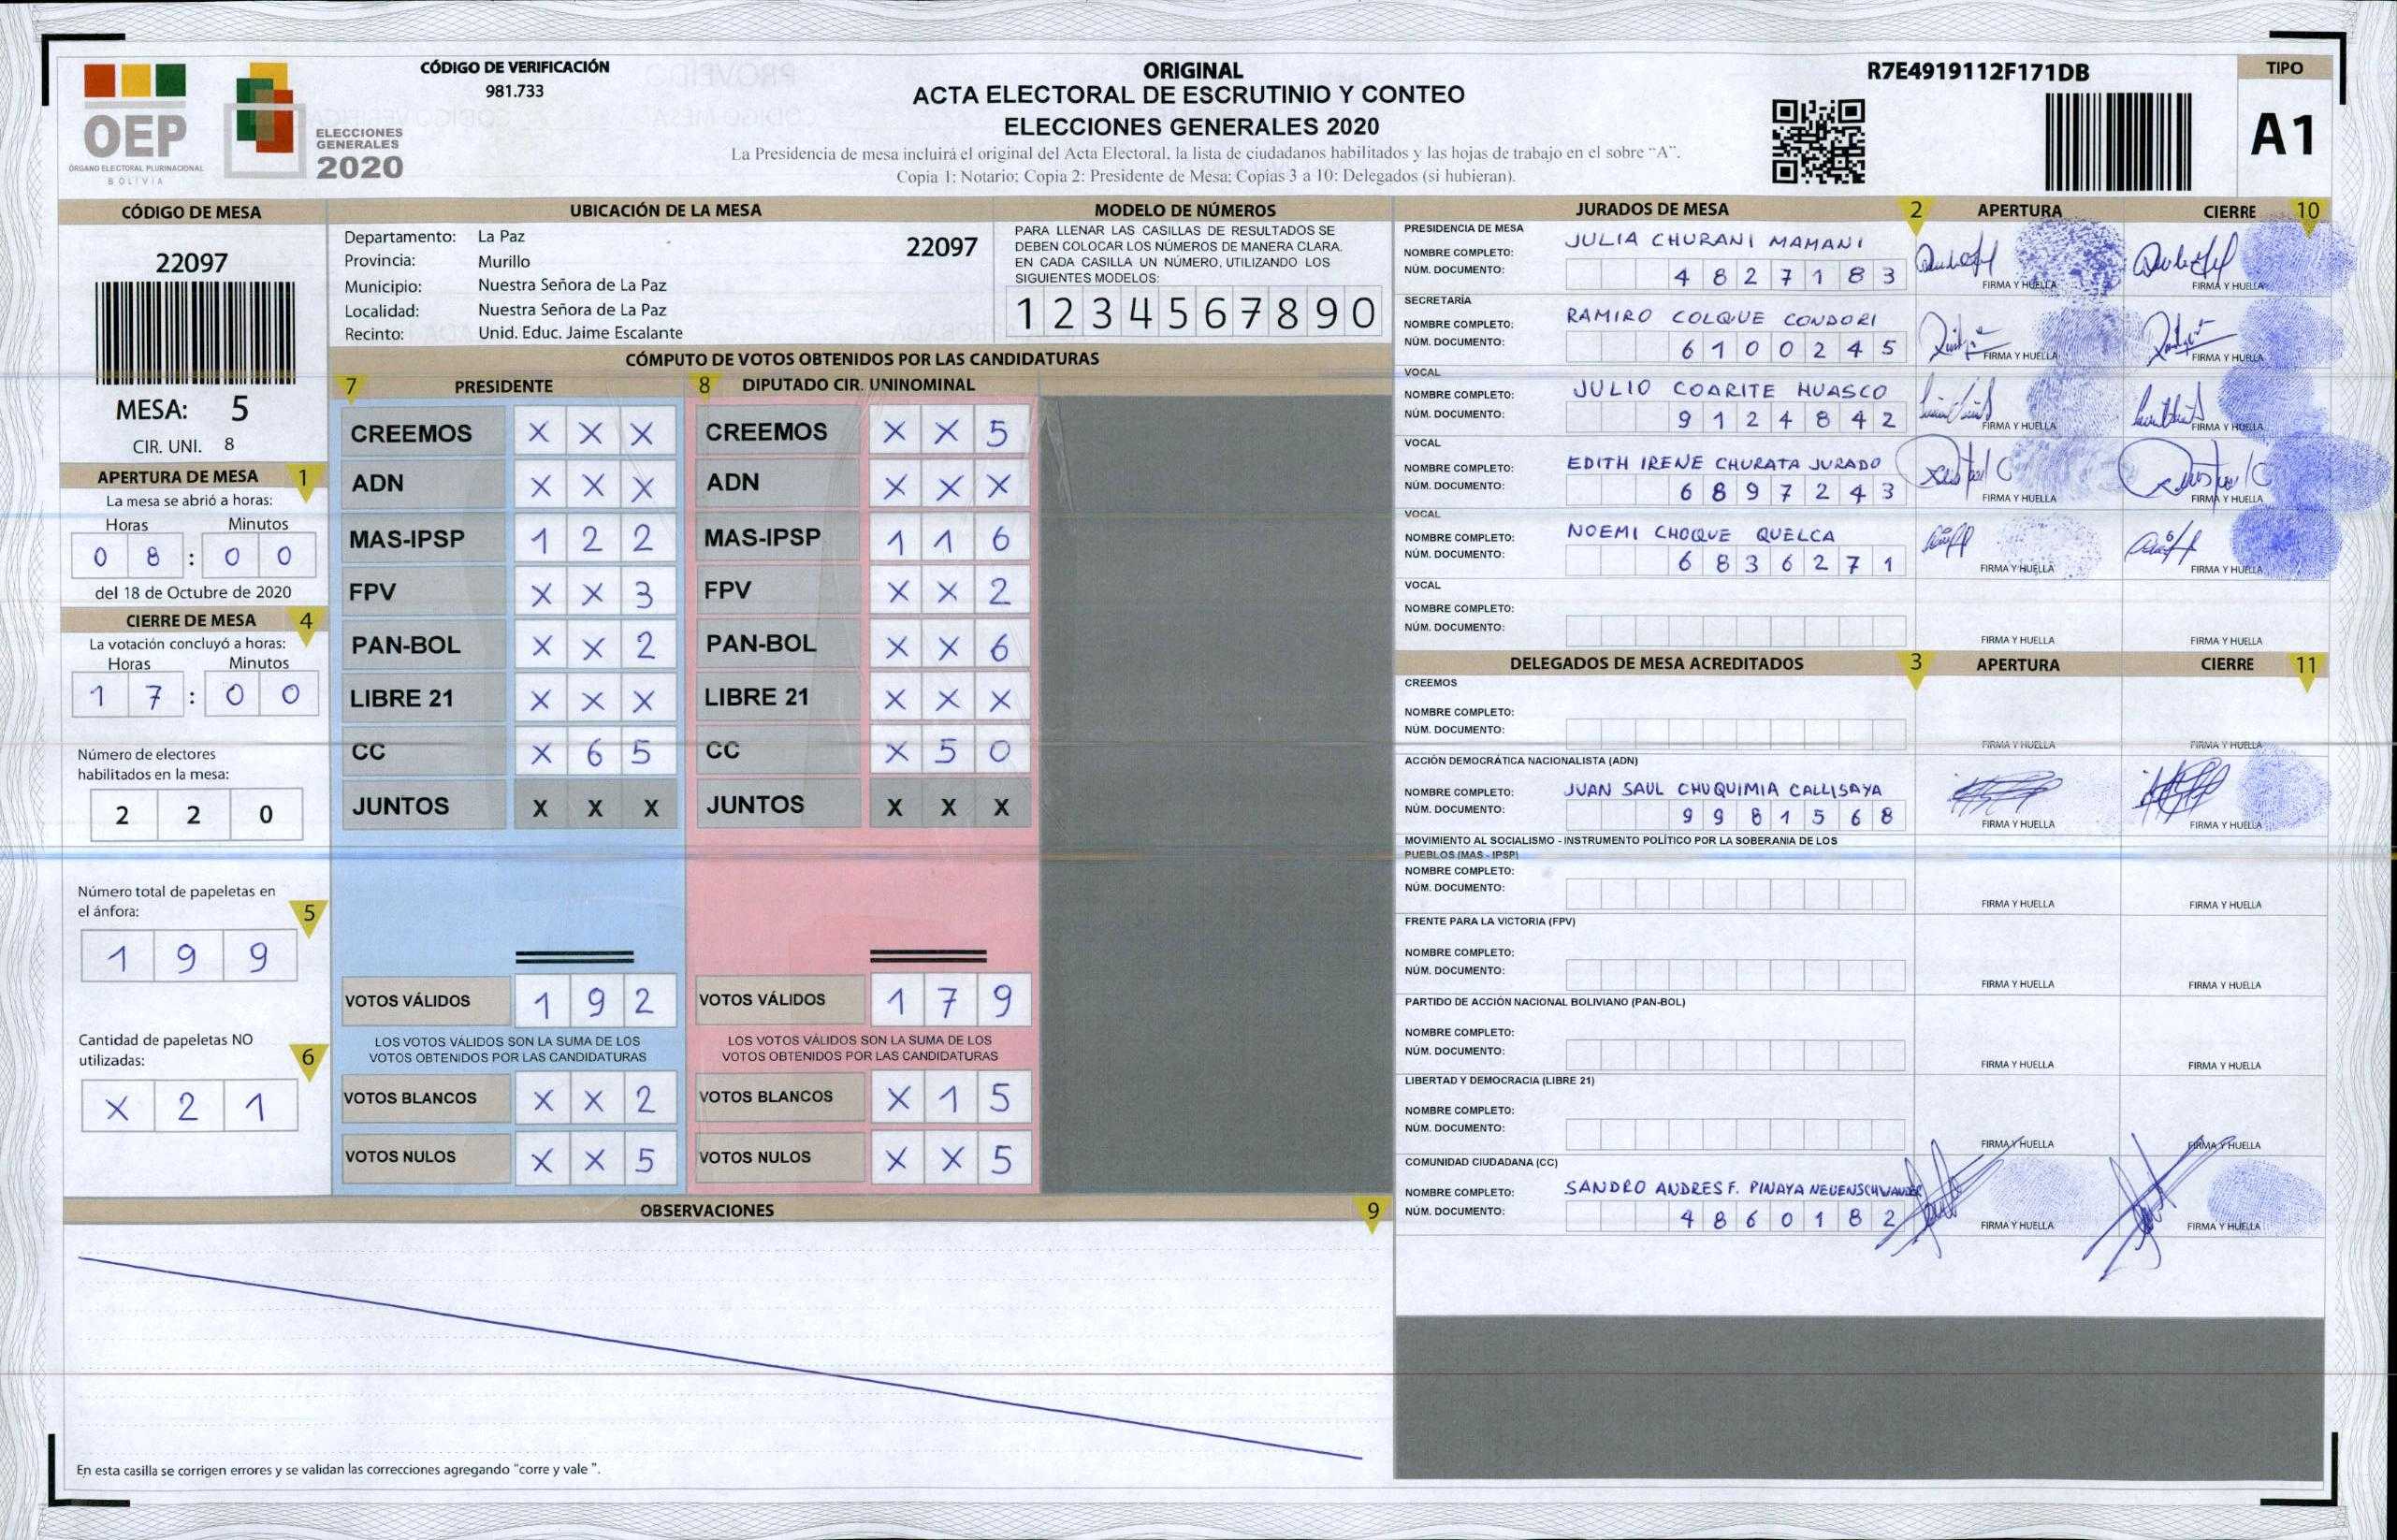 CÓDIGO DE VERIFICACIÓN
981.733
OEP
ÓRGANO ELECTORAL PLURINACIONAL
BOLIVIA
ELECCIONES
GENERALES
2020
ORIGINAL
ACTA ELECTORAL DE ESCRUTINIO Y CONTEO
ELECCIONES GENERALES 2020
La Presidencia de mesa incluirá el original del Acta Electoral, la lista de ciudadanos habilitados y las hojas de trabajo en el sobre "A".
Copia 1: Notario; Copia 2: Presidente de Mesa; Copias 3 a 10: Delegados (si hubieran).
R7E4919112F171DB
TIPO
A1
CÓDIGO DE MESA
22097
MESA: 5
CIR. UNI. 8
APERTURA DE MESA 1
La mesa se abrió a horas:
Horas Minutos
0 8 : 0 0
del 18 de Octubre de 2020
CIERRE DE MESA 4
La votación concluyó a horas:
Horas Minutos
1 7 : 0 0
Número de electores
habilitados en la mesa:
2 2 0
Número total de papeletas en
el ánfora: 5
1 9 9
Cantidad de papeletas NO
utilizadas: 6
X 2 1
UBICACIÓN DE LA MESA
Departamento: La Paz 22097
Provincia: Murillo
Municipio: Nuestra Señora de La Paz
Localidad: Nuestra Señora de La Paz
Recinto: Unid. Educ. Jaime Escalante
MODELO DE NÚMEROS
PARA LLENAR LAS CASILLAS DE RESULTADOS SE
DEBEN COLOCAR LOS NÚMEROS DE MANERA CLARA.
EN CADA CASILLA UN NÚMERO, UTILIZANDO LOS
SIGUIENTES MODELOS:
1 2 3 4 5 6 7 8 9 0
CÓMPUTO DE VOTOS OBTENIDOS POR LAS CANDIDATURAS
7 PRESIDENTE
CREEMOS X X X
ADN X X X
MAS-IPSP 1 2 2
FPV X X 3
PAN-BOL X X 2
LIBRE 21 X X X
CC X 6 5
JUNTOS X X X
VOTOS VÁLIDOS 1 9 2
LOS VOTOS VÁLIDOS SON LA SUMA DE LOS
VOTOS OBTENIDOS POR LAS CANDIDATURAS
VOTOS BLANCOS X X 2
VOTOS NULOS X X 5
8 DIPUTADO CIR. UNINOMINAL
CREEMOS X X 5
ADN X X X
MAS-IPSP 1 1 6
FPV X X 2
PAN-BOL X X 6
LIBRE 21 X X X
CC X 5 0
JUNTOS X X X
VOTOS VÁLIDOS 1 7 9
LOS VOTOS VÁLIDOS SON LA SUMA DE LOS
VOTOS OBTENIDOS POR LAS CANDIDATURAS
VOTOS BLANCOS X 1 5
VOTOS NULOS X X 5
OBSERVACIONES 9
En esta casilla se corrigen errores y se validan las correcciones agregando "corre y vale ".
JURADOS DE MESA 2 APERTURA CIERRE 10
PRESIDENCIA DE MESA
NOMBRE COMPLETO: JULIA CHURANI MAMANI
NÚM. DOCUMENTO: 4 8 2 7 1 8 3
FIRMA Y HUELLA FIRMA Y HUELLA
SECRETARÍA
NOMBRE COMPLETO: RAMIRO COLQUE CONDORI
NÚM. DOCUMENTO: 6 1 0 0 2 4 5
FIRMA Y HUELLA FIRMA Y HUELLA
VOCAL
NOMBRE COMPLETO: JULIO COARITE HUASCO
NÚM. DOCUMENTO: 9 1 2 4 8 4 2
FIRMA Y HUELLA FIRMA Y HUELLA
VOCAL
NOMBRE COMPLETO: EDITH IRENE CHURATA JURADO
NÚM. DOCUMENTO: 6 8 9 7 2 4 3
FIRMA Y HUELLA FIRMA Y HUELLA
VOCAL
NOMBRE COMPLETO: NOEMI CHOQUE QUELCA
NÚM. DOCUMENTO: 6 8 3 6 2 7 1
FIRMA Y HUELLA FIRMA Y HUELLA
VOCAL
NOMBRE COMPLETO:
NÚM. DOCUMENTO:
FIRMA Y HUELLA FIRMA Y HUELLA
DELEGADOS DE MESA ACREDITADOS 3 APERTURA CIERRE 11
CREEMOS
NOMBRE COMPLETO:
NÚM. DOCUMENTO:
FIRMA Y HUELLA FIRMA Y HUELLA
ACCIÓN DEMOCRÁTICA NACIONALISTA (ADN)
NOMBRE COMPLETO: JUAN SAUL CHUQUIMIA CALLISAYA
NÚM. DOCUMENTO: 9 9 8 1 5 6 8
FIRMA Y HUELLA FIRMA Y HUELLA
MOVIMIENTO AL SOCIALISMO - INSTRUMENTO POLÍTICO POR LA SOBERANIA DE LOS
PUEBLOS (MAS - IPSP)
NOMBRE COMPLETO:
NÚM. DOCUMENTO:
FIRMA Y HUELLA FIRMA Y HUELLA
FRENTE PARA LA VICTORIA (FPV)
NOMBRE COMPLETO:
NÚM. DOCUMENTO:
FIRMA Y HUELLA FIRMA Y HUELLA
PARTIDO DE ACCIÓN NACIONAL BOLIVIANO (PAN-BOL)
NOMBRE COMPLETO:
NÚM. DOCUMENTO:
FIRMA Y HUELLA FIRMA Y HUELLA
LIBERTAD Y DEMOCRACIA (LIBRE 21)
NOMBRE COMPLETO:
NÚM. DOCUMENTO:
FIRMA Y HUELLA FIRMA Y HUELLA
COMUNIDAD CIUDADANA (CC)
NOMBRE COMPLETO: SANDRO ANDRES F. PINAYA NEUENSCHWANDER
NÚM. DOCUMENTO: 4 8 6 0 1 8 2
FIRMA Y HUELLA FIRMA Y HUELLA